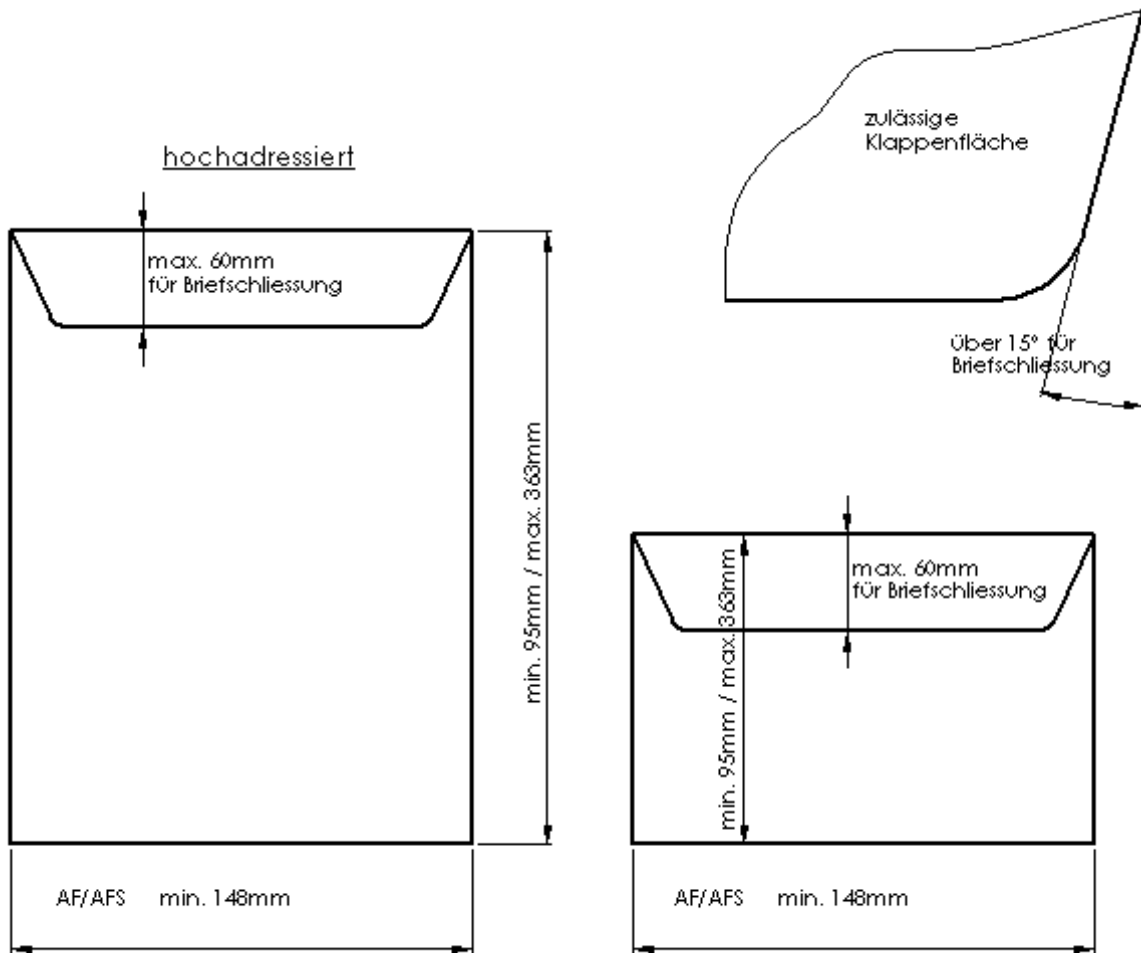 zulässige
Klappenfläche
hochadressiert
max. 60mm
für Briefschliessung
über 15° für
Briefschliessung
min. 95mm / max. 363mm
max. 60mm
für Briefschliessung
min. 95mm / max. 363mm
AF/AFS min. 148mm
AF/AFS min. 148mm